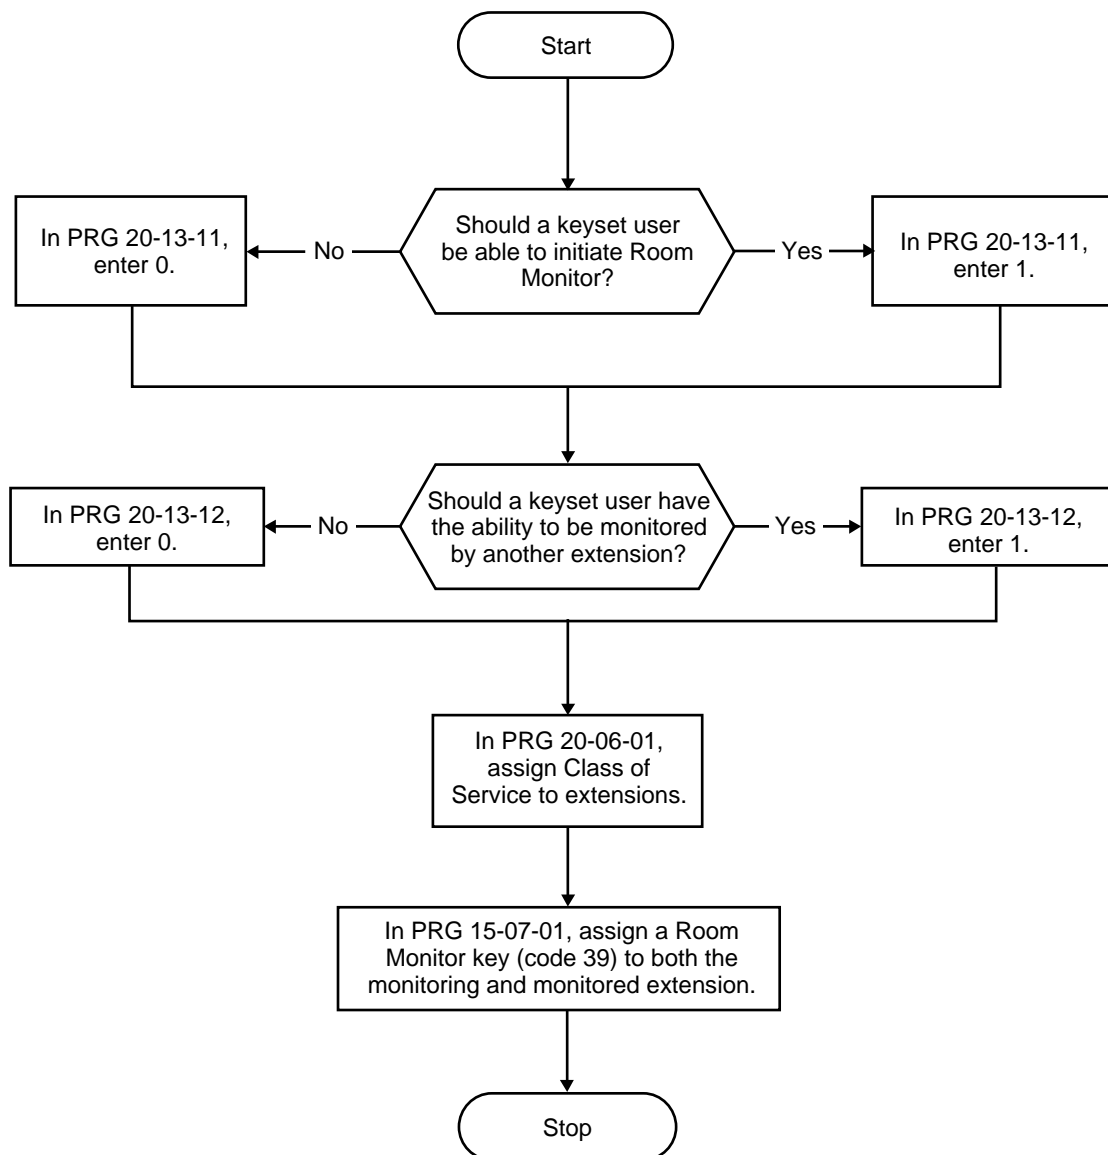 Start
Should a keyset user
be able to initiate Room
Monitor?
No
Yes
In PRG 20-13-11,
enter 0.
In PRG 20-13-11,
enter 1.
Should a keyset user have
the ability to be monitored
by another extension?
No
Yes
In PRG 20-13-12,
enter 0.
In PRG 20-13-12,
enter 1.
In PRG 20-06-01,
assign Class of
Service to extensions.
In PRG 15-07-01, assign a Room
Monitor key (code 39) to both the
monitoring and monitored extension.
Stop